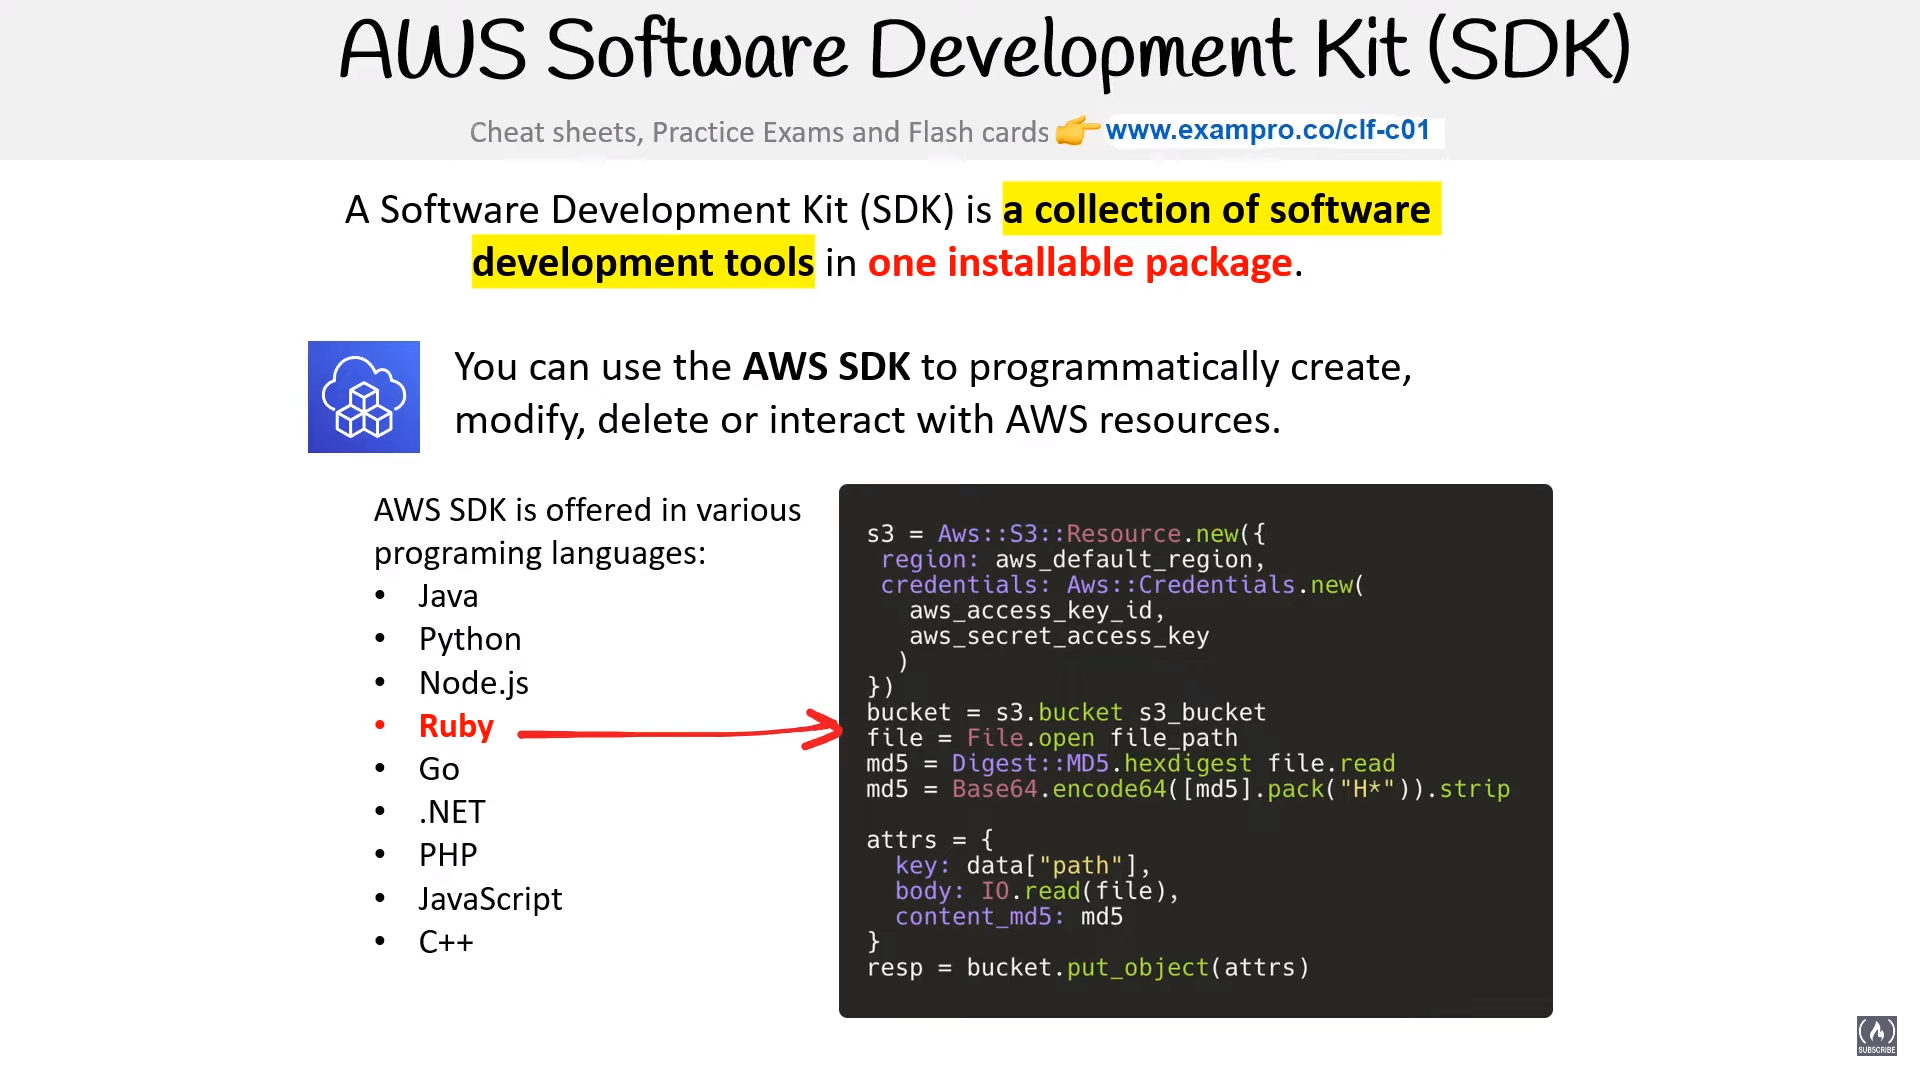 AWS Software Development Kit (SDK)
Cheat sheets, Practice Exams and Flash cards 👉 www.exampro.co/clf-c01
A Software Development Kit (SDK) is a collection of software
development tools in one installable package.
You can use the AWS SDK to programmatically create,
modify, delete or interact with AWS resources.
AWS SDK is offered in various
programing languages:
• Java
• Python
• Node.js
• Ruby
• Go
• .NET
• PHP
• JavaScript
• C++
s3 = Aws::S3::Resource.new({
 region: aws_default_region,
 credentials: Aws::Credentials.new(
   aws_access_key_id,
   aws_secret_access_key
  )
})
bucket = s3.bucket s3_bucket
file = File.open file_path
md5 = Digest::MD5.hexdigest file.read
md5 = Base64.encode64([md5].pack("H*")).strip

attrs = {
  key: data["path"],
  body: IO.read(file),
  content_md5: md5
}
resp = bucket.put_object(attrs)
SUBSCRIBE